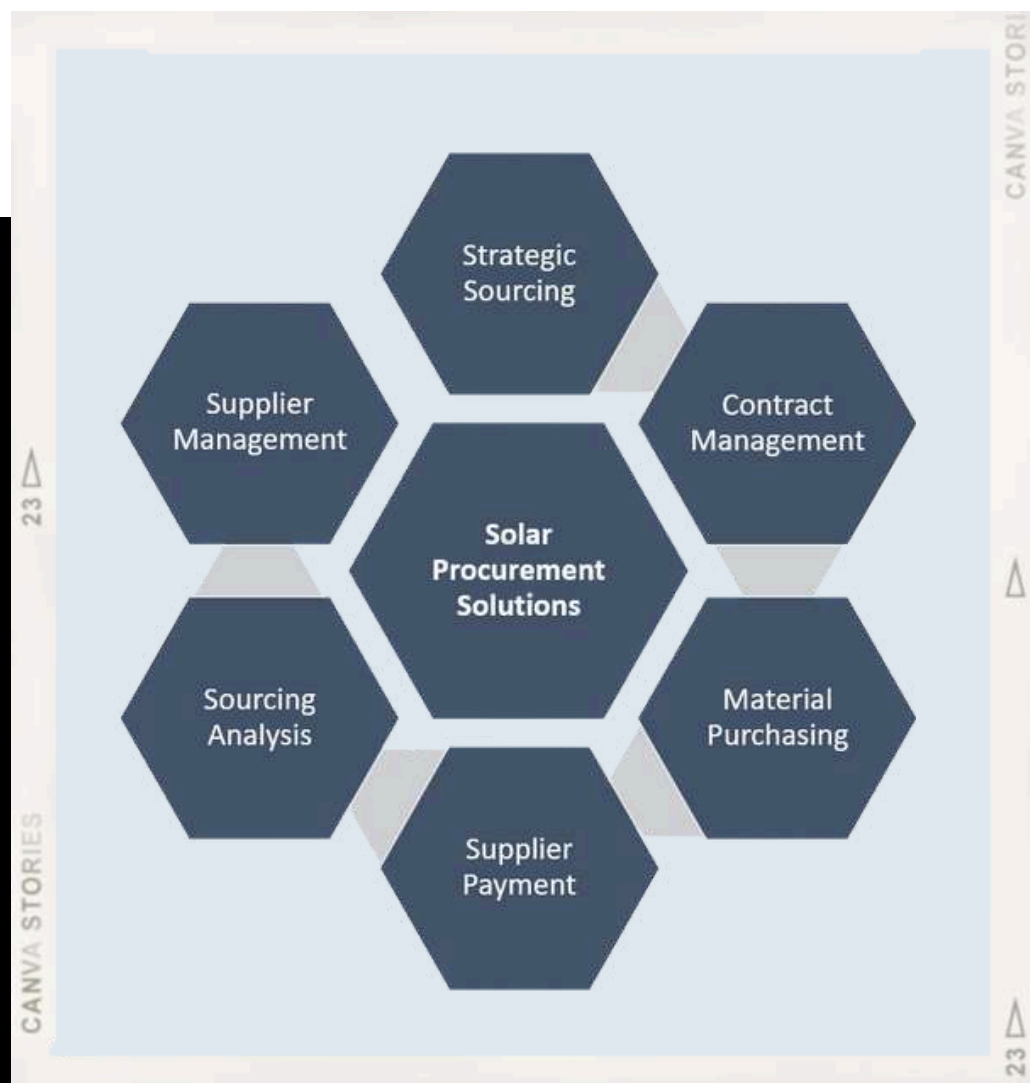 CANVA STORI
Strategic
Sourcing
Supplier
Management
Contract
Management
23
Solar
Procurement
Solutions
Sourcing
Analysis
Material
Purchasing
Supplier
Payment
CANVA STORIES
23